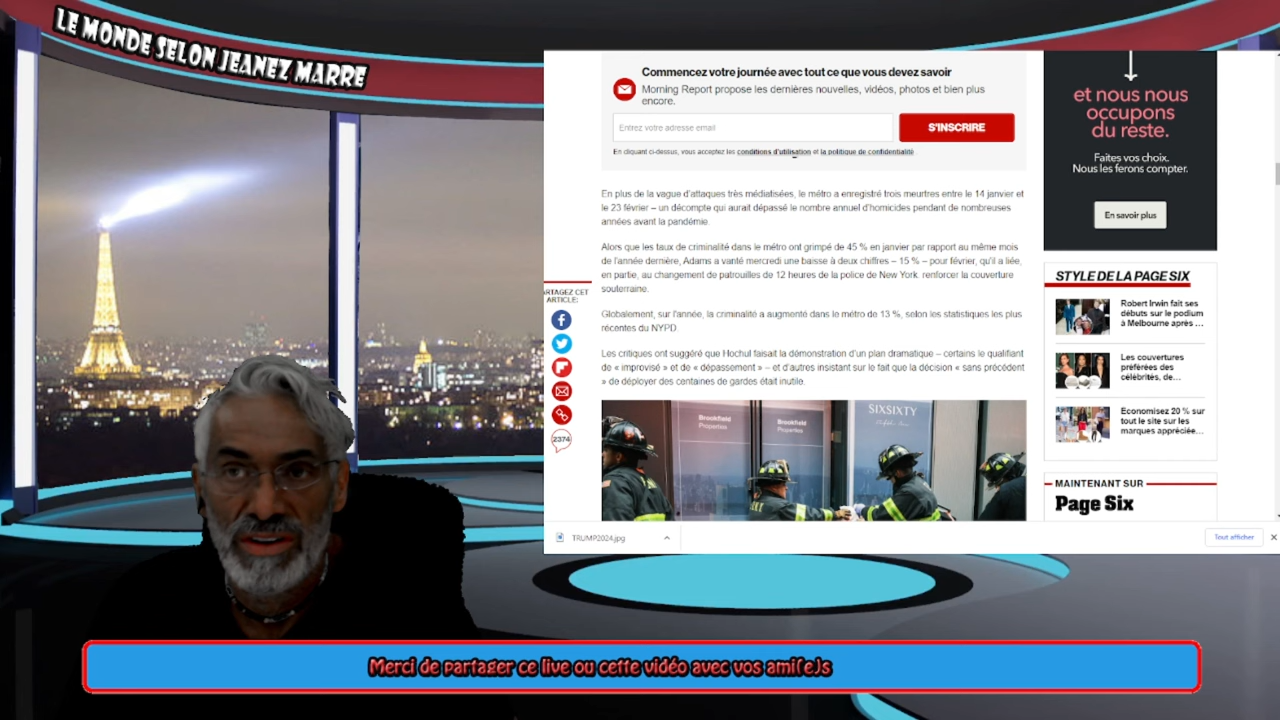 LE MONDE SELON JEANEZ MARRE
Commencez votre journée avec tout ce que vous devez savoir
Morning Report propose les dernières nouvelles, vidéos, photos et bien plus
encore.
Entrez votre adresse email
S'INSCRIRE
En cliquant ci-dessus, vous acceptez les conditions d'utilisation et la politique de confidentialité
En plus de la vague d'attaques très médiatisées, le métro a enregistré trois meurtres entre le 14 janvier et
le 23 février – un décompte qui aurait dépassé le nombre annuel d'homicides pendant de nombreuses
années avant la pandémie.
Alors que les taux de criminalité dans le métro ont grimpé de 45 % en janvier par rapport au même mois
de l'année dernière, Adams a vanté mercredi une baisse à deux chiffres – 15 % – pour février, qu'il a liée,
en partie, au changement de patrouilles de 12 heures de la police de New York. renforcer la couverture
souterraine.
Globalement, sur l'année, la criminalité a augmenté dans le métro de 13 %, selon les statistiques les plus
récentes du NYPD.
Les critiques ont suggéré que Hochul faisait la démonstration d'un plan dramatique – certains le qualifiant
de « improvisé » et de « dépassement » – et d'autres insistant sur le fait que la décision « sans précédent
» de déployer des centaines de gardes était inutile.
ARTAGEZ CET
ARTICLE:
2374
Brookfield
Properties
Brookfield
Properties
SIXSIXTY
et nous nous
occupons
du reste.
Faites vos choix.
Nous les ferons compter.
En savoir plus
STYLE DE LA PAGE SIX
Robert Irwin fait ses
débuts sur le podium
à Melbourne après ...
Les couvertures
préférées des
célébrités, de...
Economisez 20 % sur
tout le site sur les
marques appréciée...
MAINTENANT SUR
Page Six
TRUMP2024.jpg
Tout afficher
Merci de partager ce live ou cette vidéo avec vos ami(e)s